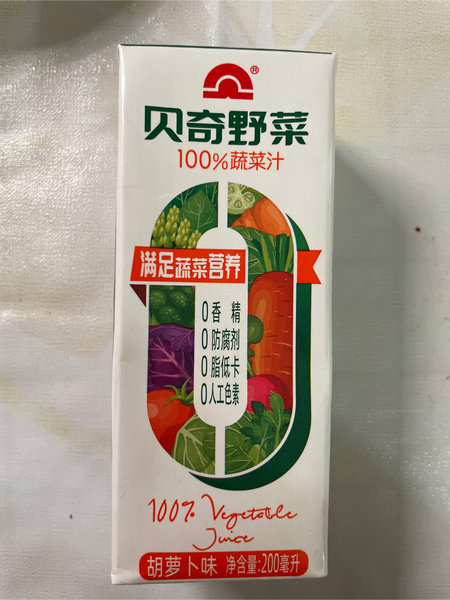 ®
贝奇野菜
100%蔬菜汁
满足蔬菜营养
0香精
0防腐剂
0脂低卡
0人工色素
100% Vegetable
Juice
胡萝卜味 净含量:200毫升